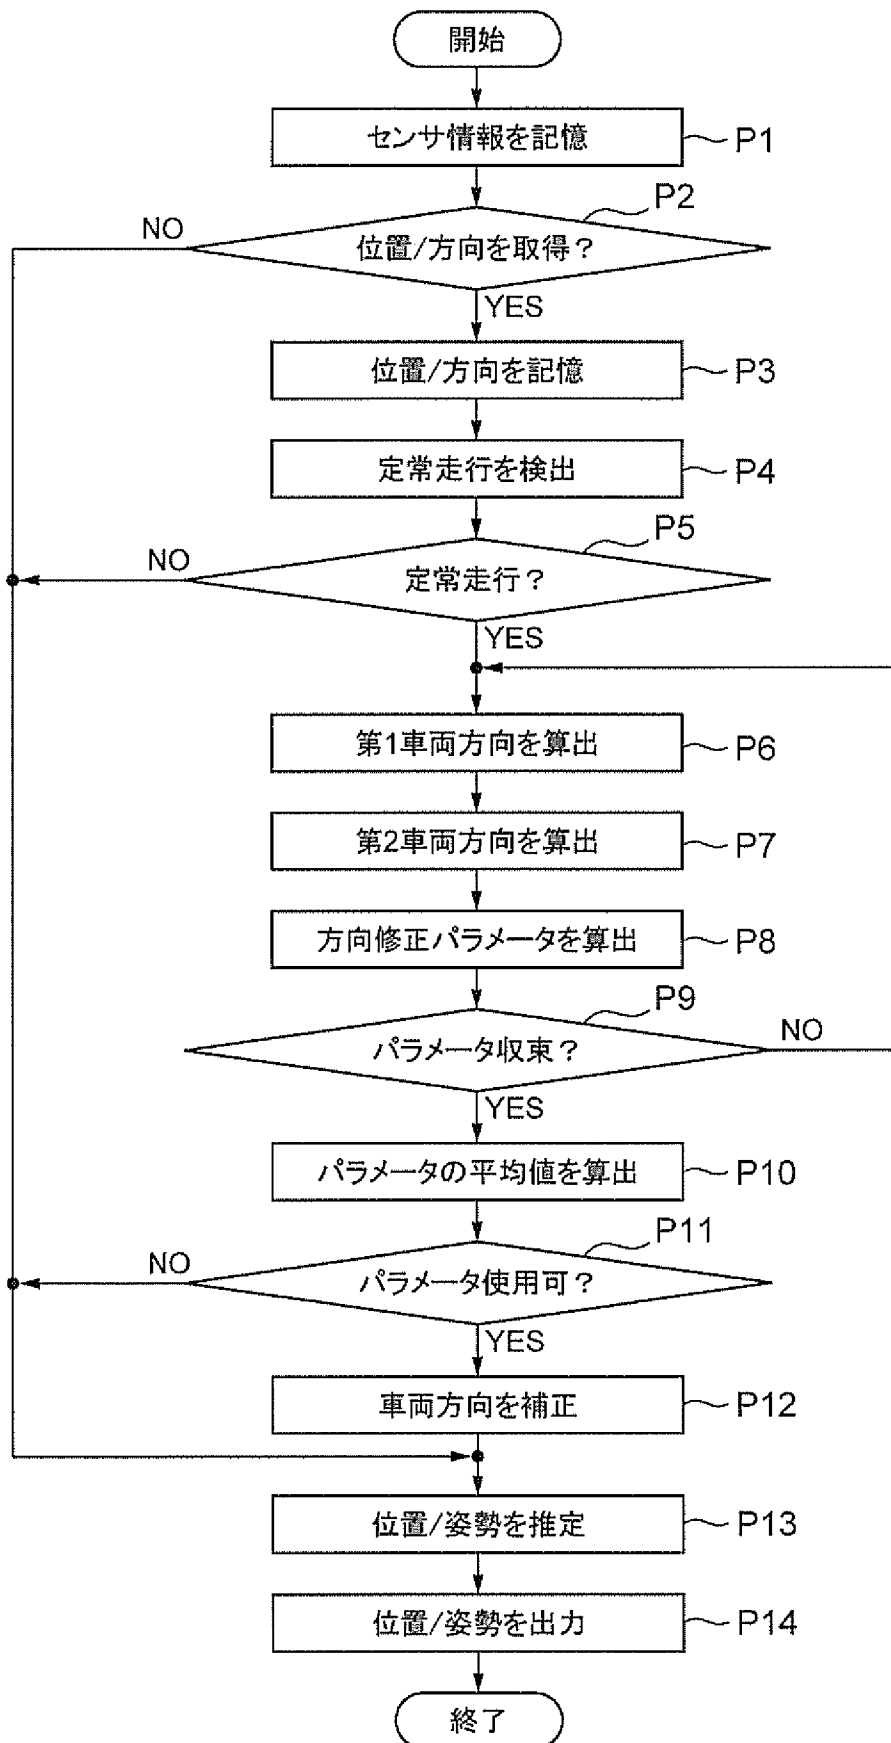 開始
センサ情報を記憶 P1
P2
NO 位置/方向を取得？
YES
位置/方向を記憶 P3
定常走行を検出 P4
P5
NO 定常走行？
YES
第1車両方向を算出 P6
第2車両方向を算出 P7
方向修正パラメータを算出 P8
P9
パラメータ収束？ NO
YES
パラメータの平均値を算出 P10
P11
NO パラメータ使用可？
YES
車両方向を補正 P12
位置/姿勢を推定 P13
位置/姿勢を出力 P14
終了